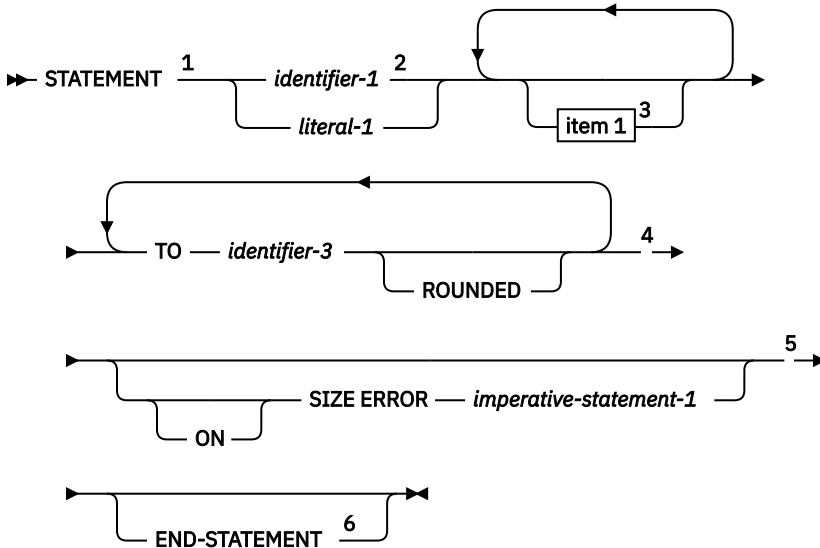 STATEMENT 1 identifier-1 2
literal-1
item 1 3
TO identifier-3 4
ROUNDED
5
SIZE ERROR imperative-statement-1
ON
END-STATEMENT 6